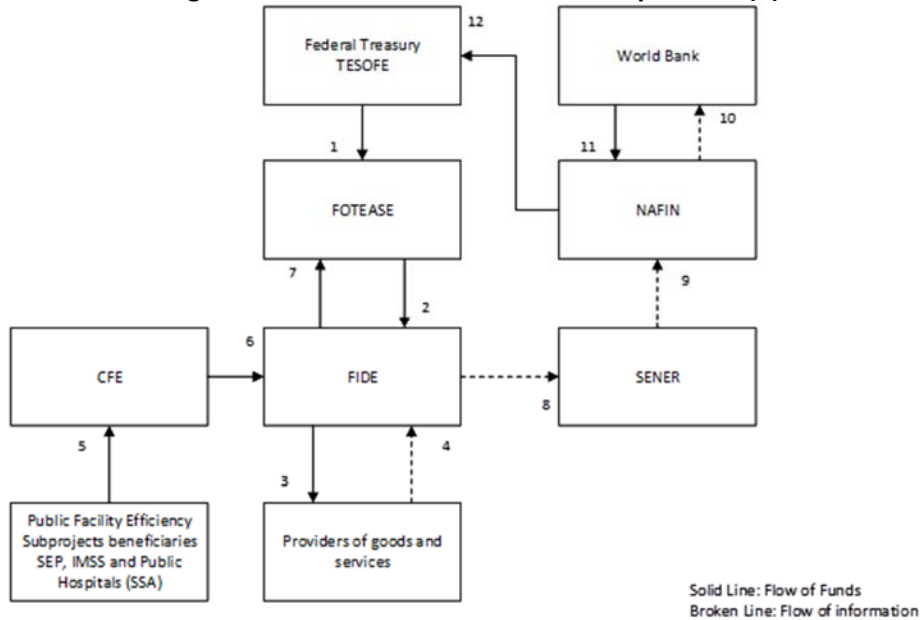 12
Federal Treasury
TESOFE
World Bank
1
11
10
FOTEASE
NAFIN
7
2
9
6
CFE
FIDE
SENER
8
5
4
3
Public Facility Efficiency
Subprojects beneficiaries
SEP, IMSS and Public
Hospitals (SSA)
Providers of goods and
services
Solid Line: Flow of Funds
Broken Line: Flow of information